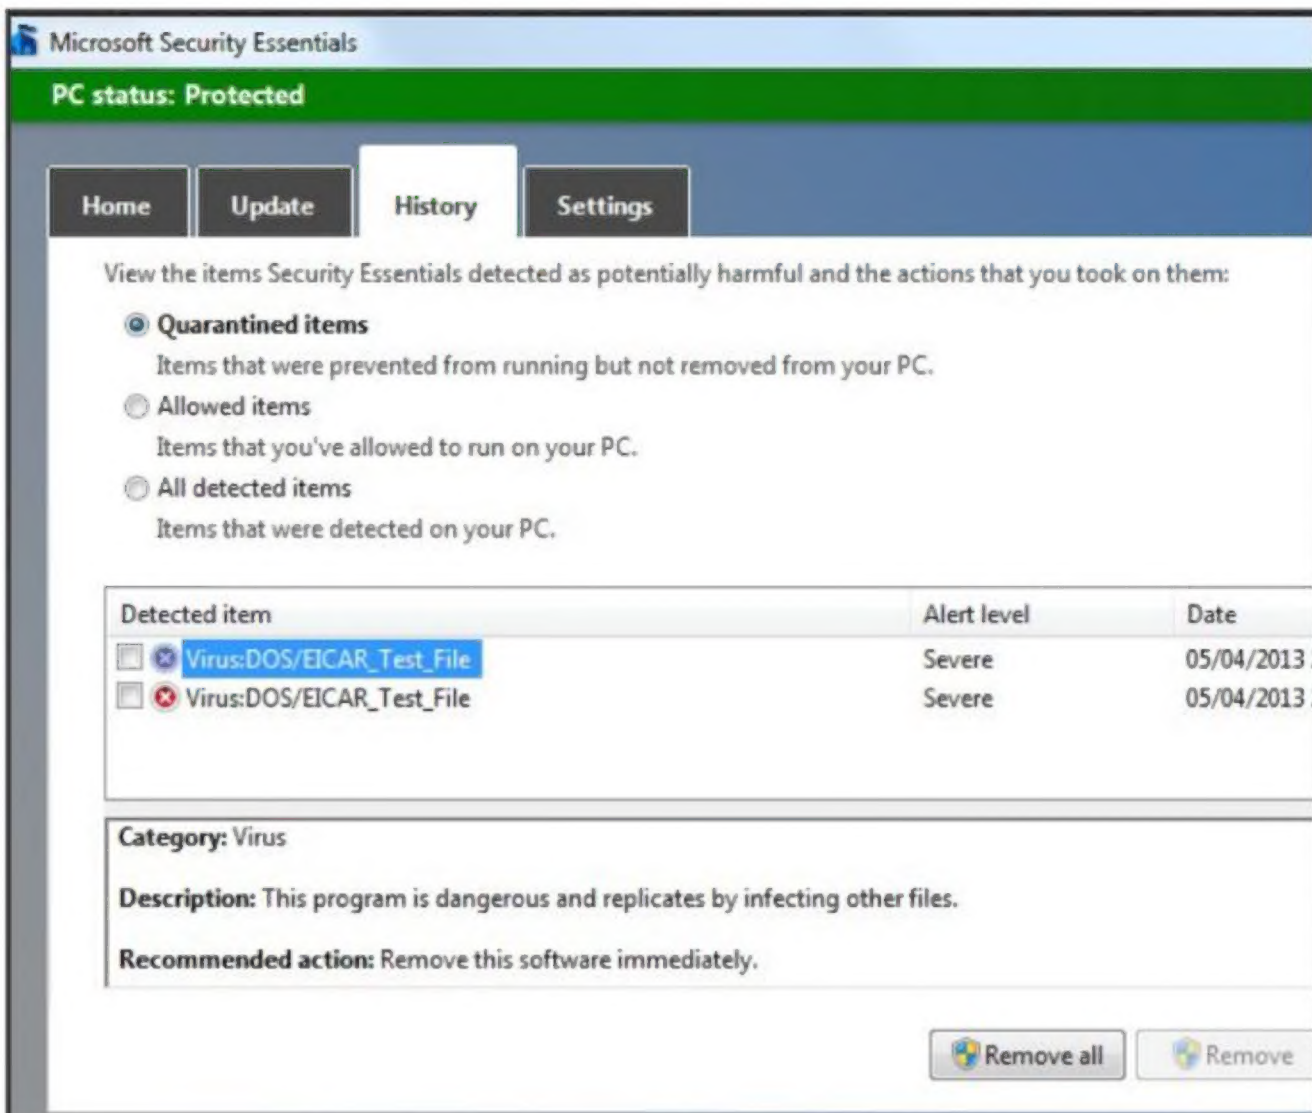 Microsoft Security Essentials
PC status: Protected
Home Update History Settings
View the items Security Essentials detected as potentially harmful and the actions that you took on them:
Quarantined items
Items that were prevented from running but not removed from your PC.
Allowed items
Items that you've allowed to run on your PC.
All detected items
Items that were detected on your PC.
Detected item Alert level Date
Virus:DOS/EICAR_Test_File Severe 05/04/2013
Virus:DOS/EICAR_Test_File Severe 05/04/2013
Category: Virus
Description: This program is dangerous and replicates by infecting other files.
Recommended action: Remove this software immediately.
Remove all Remove